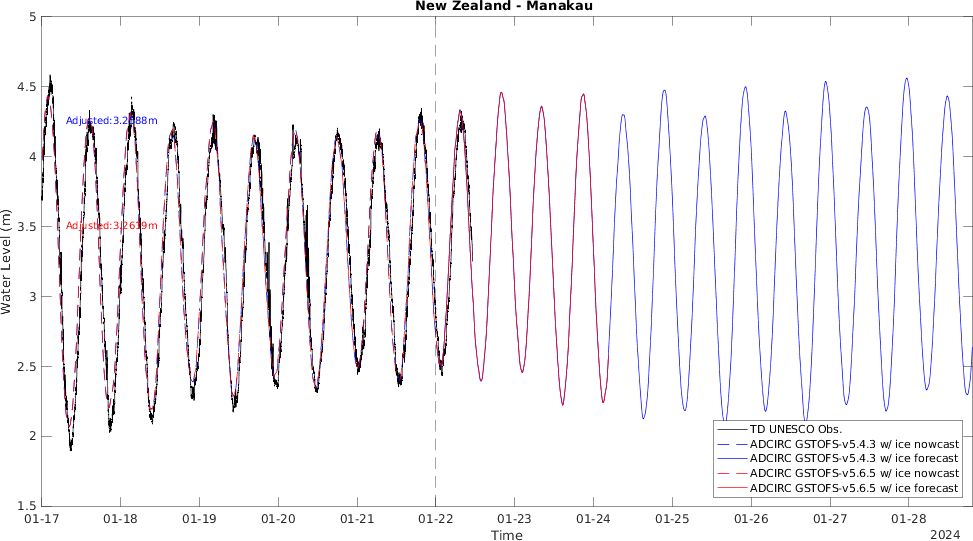 New Zealand - Manakau
5
4.5
4
3.5
3
2.5
2
1.5
Water Level (m)
Adjusted:3.2688m
Adjusted:3.2619m
TD UNESCO Obs.
ADCIRC GSTOFS-v5.4.3 w/ ice nowcast
ADCIRC GSTOFS-v5.4.3 w/ ice forecast
ADCIRC GSTOFS-v5.6.5 w/ ice nowcast
ADCIRC GSTOFS-v5.6.5 w/ ice forecast
01-17 01-18 01-19 01-20 01-21 01-22 01-23 01-24 01-25 01-26 01-27 01-28
Time
2024